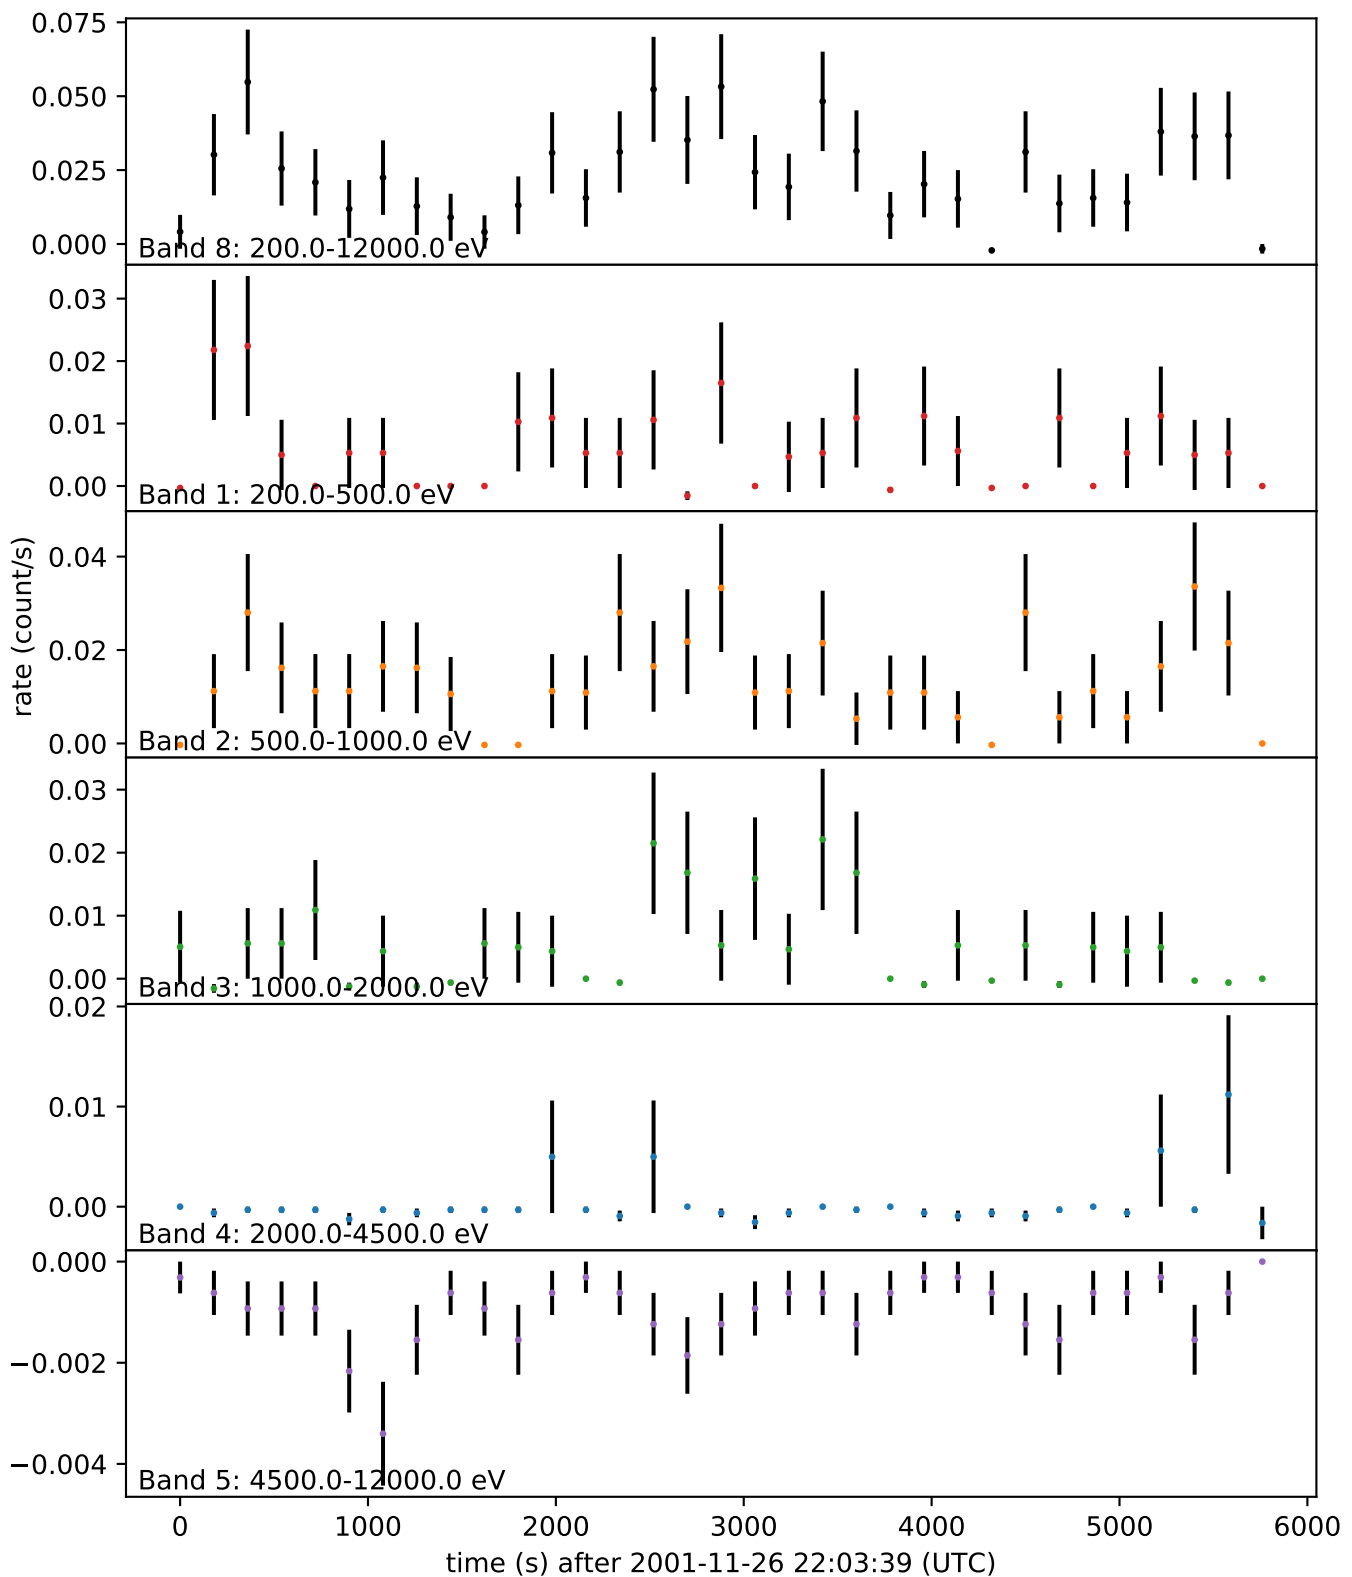 0.075
0.050
0.025
0.000
Band 8: 200.0-12000.0 eV
0.03
0.02
0.01
0.00
Band 1: 200.0-500.0 eV
rate (count/s)
0.04
0.02
0.00
Band 2: 500.0-1000.0 eV
0.03
0.02
0.01
0.00
Band 3: 1000.0-2000.0 eV
0.02
0.01
0.00
Band 4: 2000.0-4500.0 eV
0.000
−0.002
−0.004
Band 5: 4500.0-12000.0 eV
0 1000 2000 3000 4000 5000 6000
time (s) after 2001-11-26 22:03:39 (UTC)